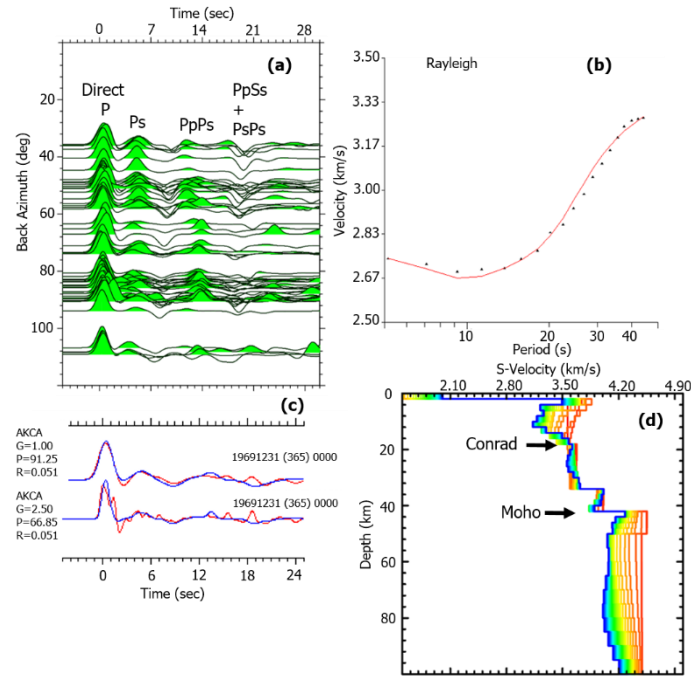 Time (sec)
0 7 14 21 28
(a)
Direct
P
Ps
PpPs
PpSs
+
PsPs
Back Azimuth (deg)
20
40
60
80
100
Rayleigh
(b)
Velocity (km/s)
3.50
3.33
3.17
3.00
2.83
2.67
2.50
10 20 30 40
Period (s)
(c)
AKCA
G=1.00
P=91.25
R=0.051
19691231 (365) 0000
AKCA
G=2.50
P=66.85
R=0.051
19691231 (365) 0000
0 6 12 18 24
Time (sec)
S-Velocity (km/s)
2.10 2.80 3.50 4.20 4.90
(d)
Conrad
Moho
Depth (km)
0
20
40
60
80